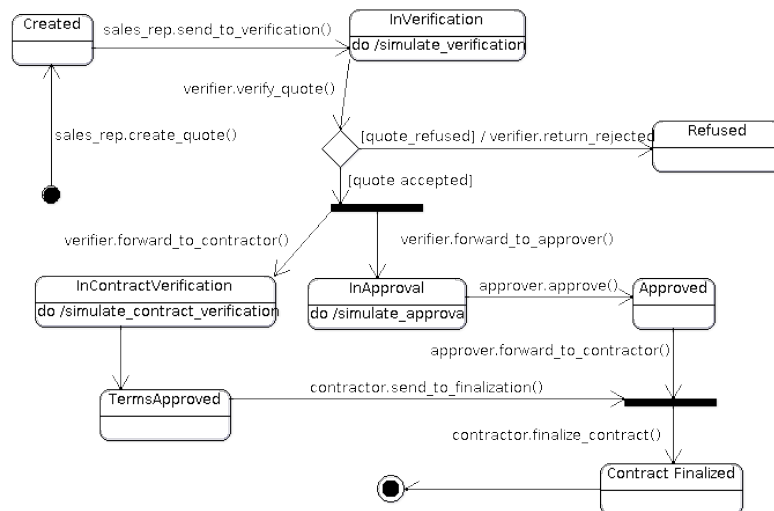 InVerification
Created
sales_rep.send_to_verification()
do /simulate_verification
verifier.verify_quote()
sales_rep.create_quote()
[quote_refused] / verifier.return_rejected
Refused
[quote accepted]
verifier.forward_to_contractor()
verifier.forward_to_approver()
InContractVerification
do /simulate_contract_verification
InApproval
do /simulate_approval
approver.approve()
Approved
approver.forward_to_contractor()
TermsApproved
contractor.send_to_finalization()
contractor.finalize_contract()
Contract Finalized